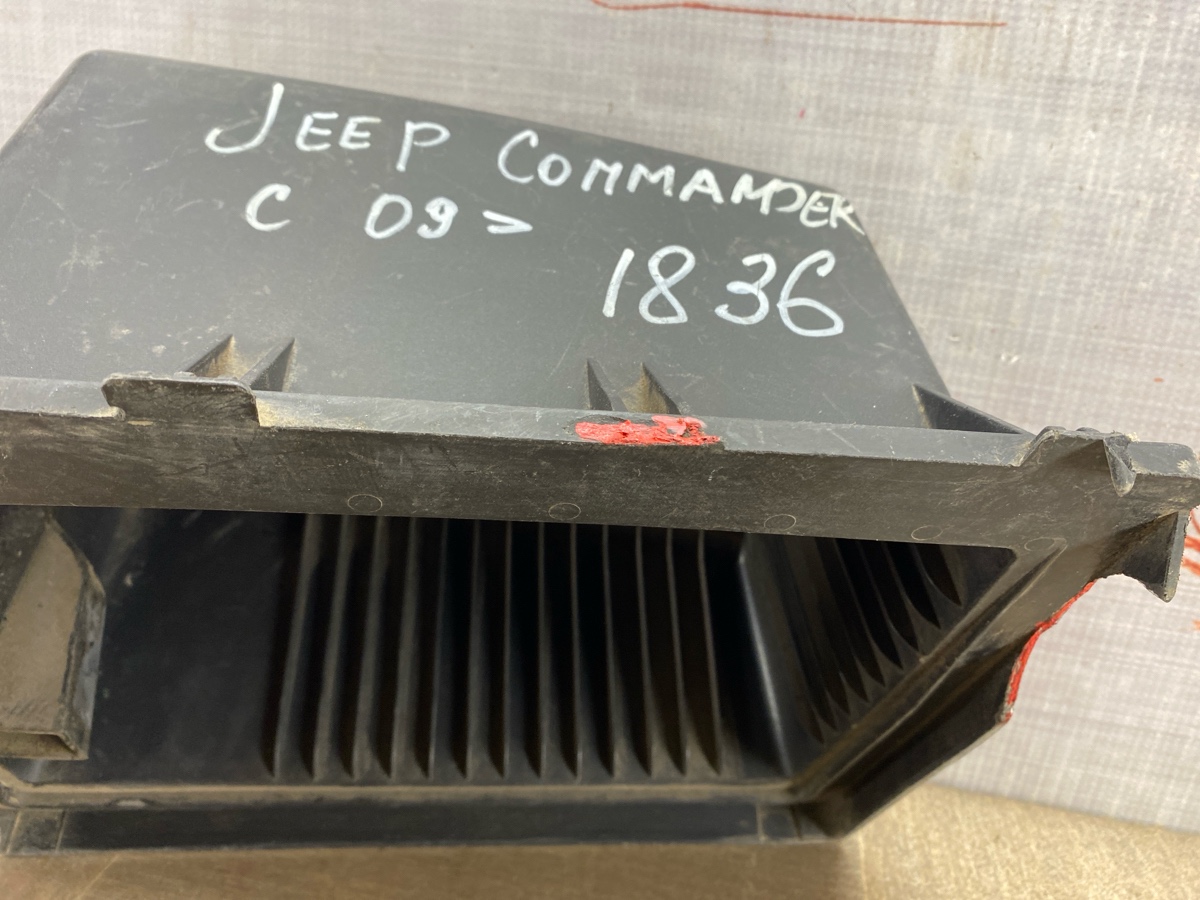 JEEP COMMANDER
C 09 >
1836